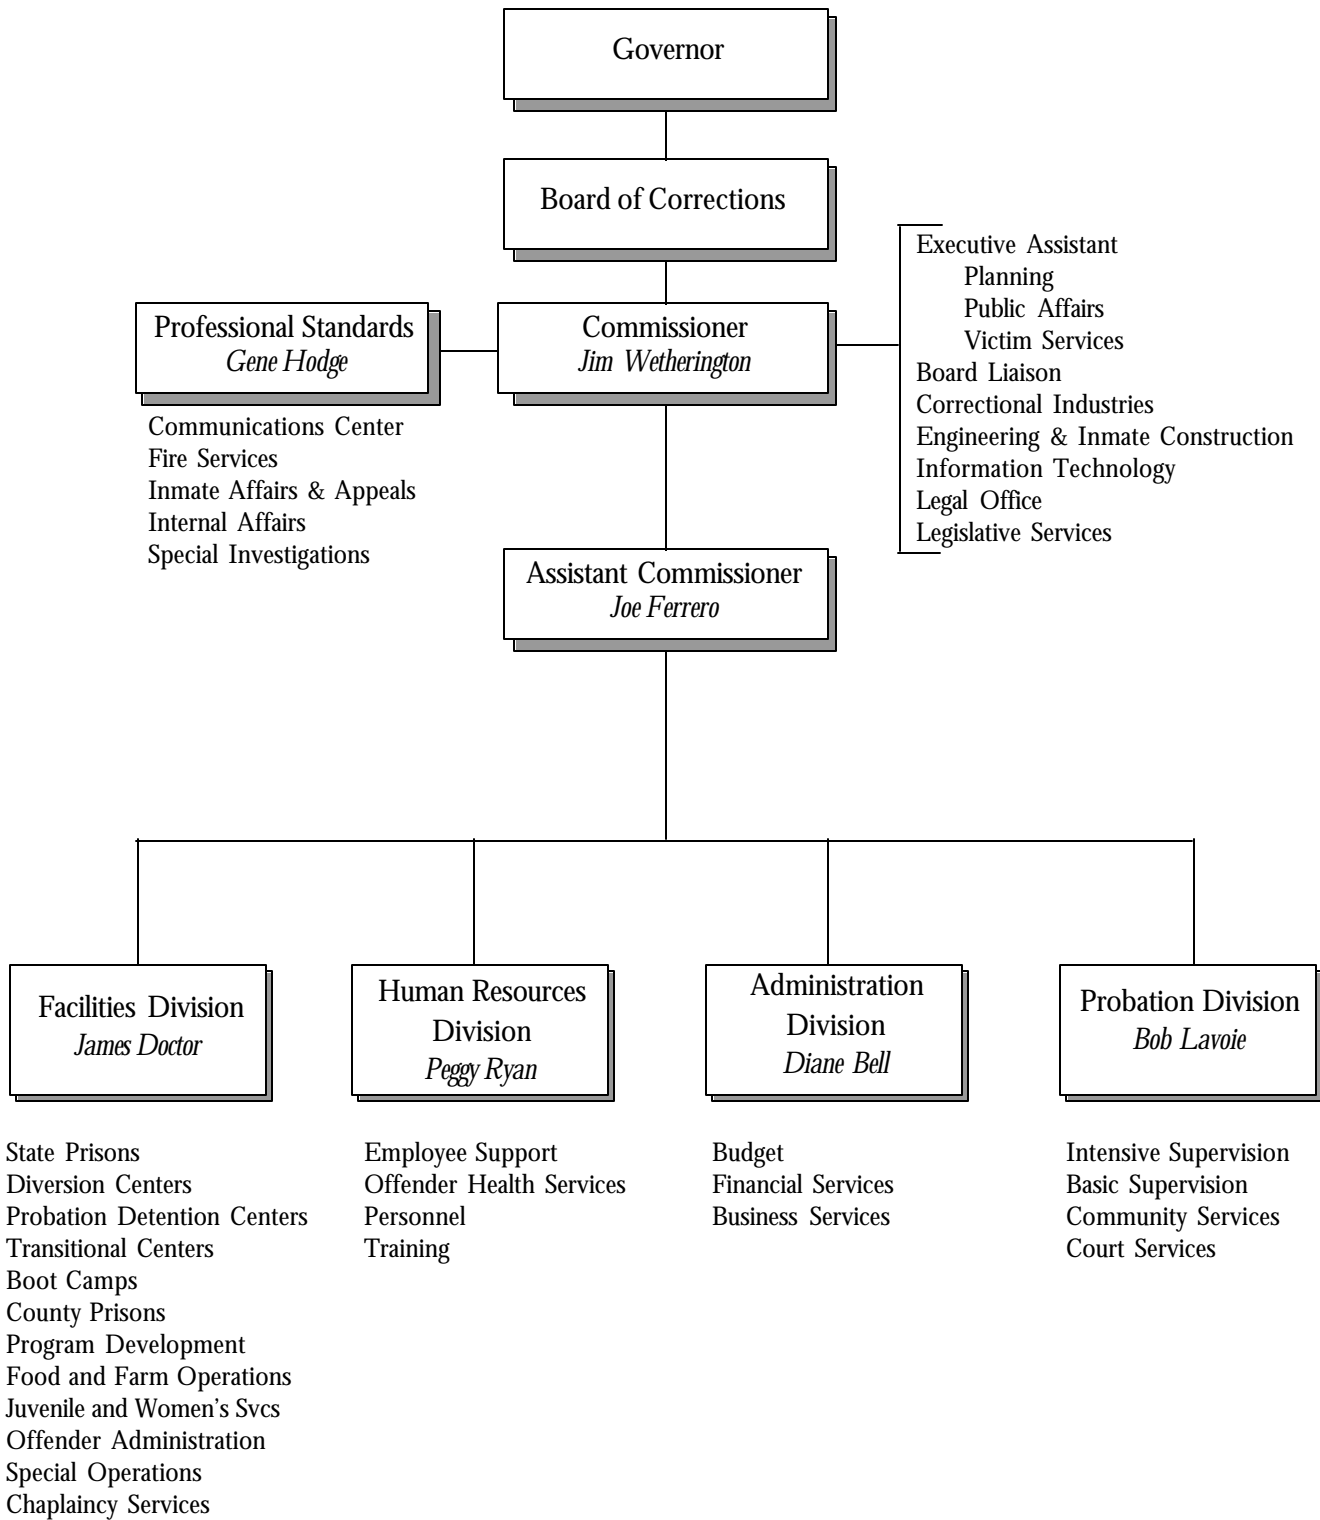 Governor
Board of Corrections
Professional Standards
Gene Hodge
Communications Center
Fire Services
Inmate Affairs & Appeals
Internal Affairs
Special Investigations
Commissioner
Jim Wetherington
Executive Assistant
Planning
Public Affairs
Victim Services
Board Liaison
Correctional Industries
Engineering & Inmate Construction
Information Technology
Legal Office
Legislative Services
Assistant Commissioner
Joe Ferrero
Facilities Division
James Doctor
State Prisons
Diversion Centers
Probation Detention Centers
Transitional Centers
Boot Camps
County Prisons
Program Development
Food and Farm Operations
Juvenile and Women's Svcs
Offender Administration
Special Operations
Chaplaincy Services
Human Resources
Division
Peggy Ryan
Employee Support
Offender Health Services
Personnel
Training
Administration
Division
Diane Bell
Budget
Financial Services
Business Services
Probation Division
Bob Lavoie
Intensive Supervision
Basic Supervision
Community Services
Court Services